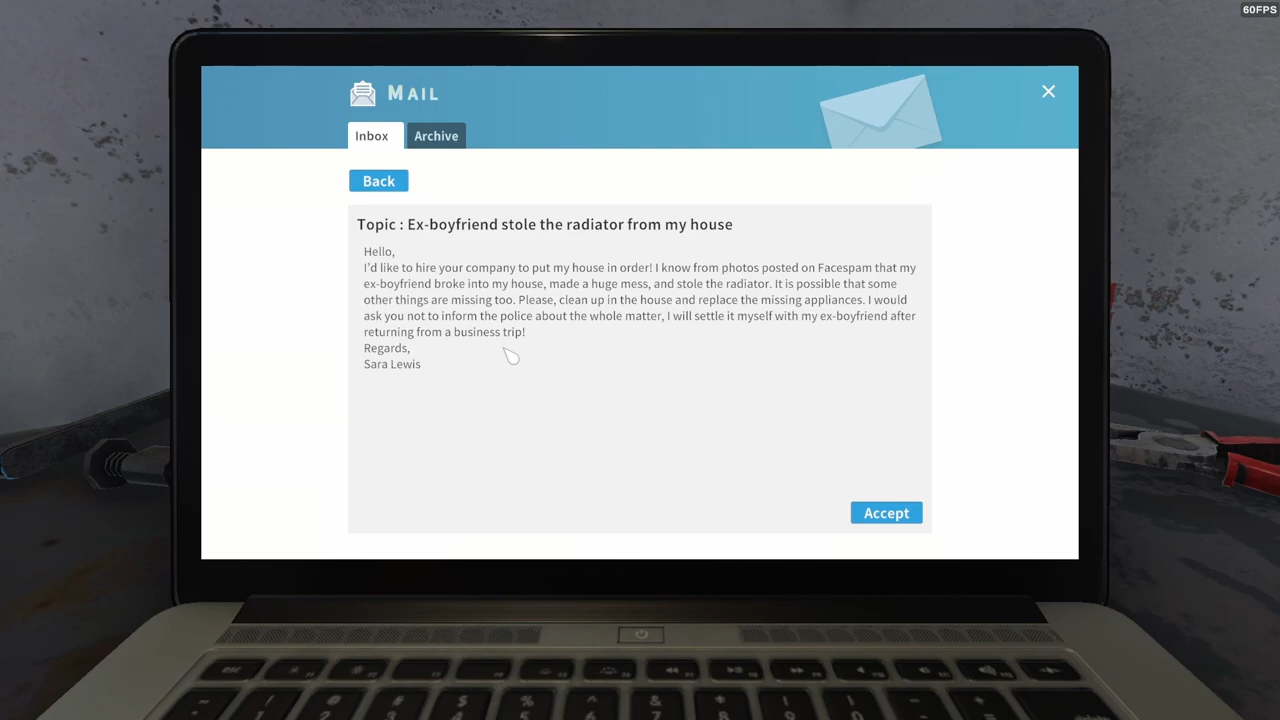 60FPS
MAIL
Inbox
Archive
Back
Topic : Ex-boyfriend stole the radiator from my house
Hello,
I'd like to hire your company to put my house in order! I know from photos posted on Facespam that my
ex-boyfriend broke into my house, made a huge mess, and stole the radiator. It is possible that some
other things are missing too. Please, clean up in the house and replace the missing appliances. I would
ask you not to inform the police about the whole matter, I will settle it myself with my ex-boyfriend after
returning from a business trip!
Regards,
Sara Lewis
Accept